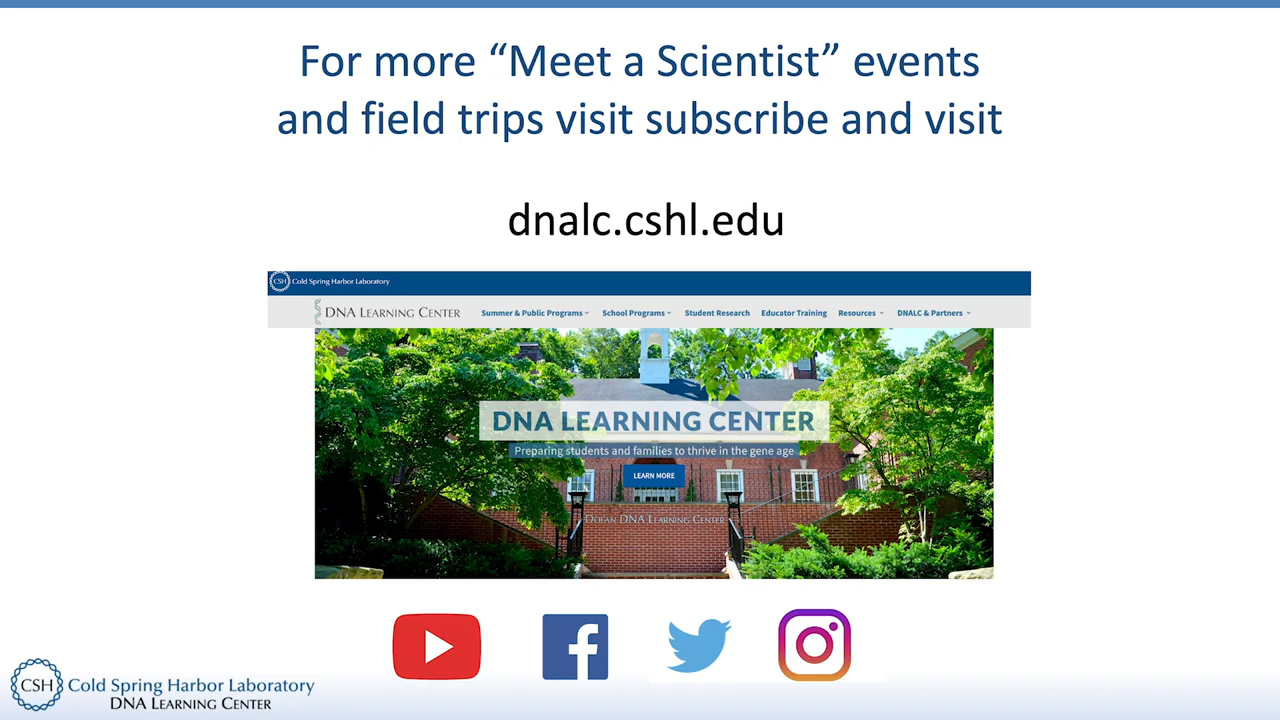 For more “Meet a Scientist” events
and field trips visit subscribe and visit
dnalc.cshl.edu
CSH Cold Spring Harbor Laboratory
DNA LEARNING CENTER Summer & Public Programs School Programs Student Research Educator Training Resources DNALC & Partners
DNA LEARNING CENTER
Preparing students and families to thrive in the gene age
LEARN MORE
DOLAN DNA LEARNING CENTER
CSH Cold Spring Harbor Laboratory
DNA LEARNING CENTER